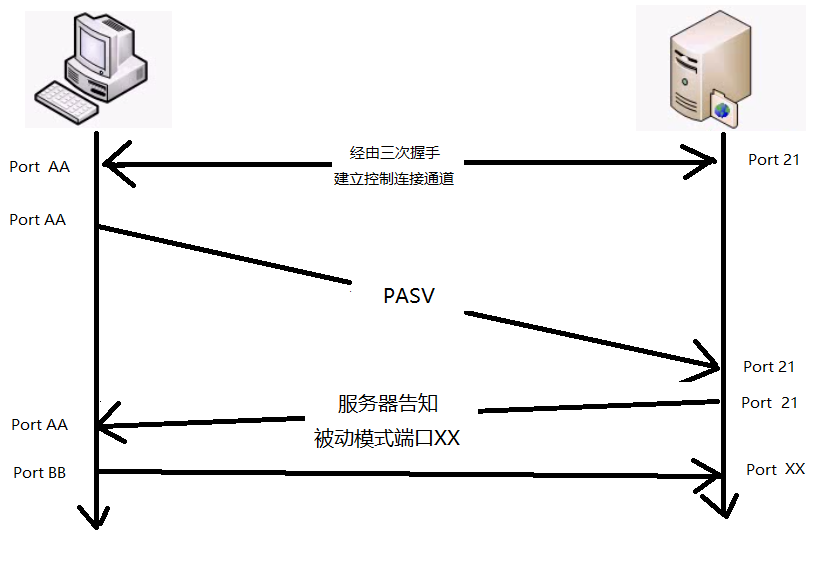 经由三次握手
Port AA
Port 21
建立控制连接通道
Port AA
PASV
Port 21
服务器告知
Port 21
Port AA
被动模式端口XX
Port BB
Port XX